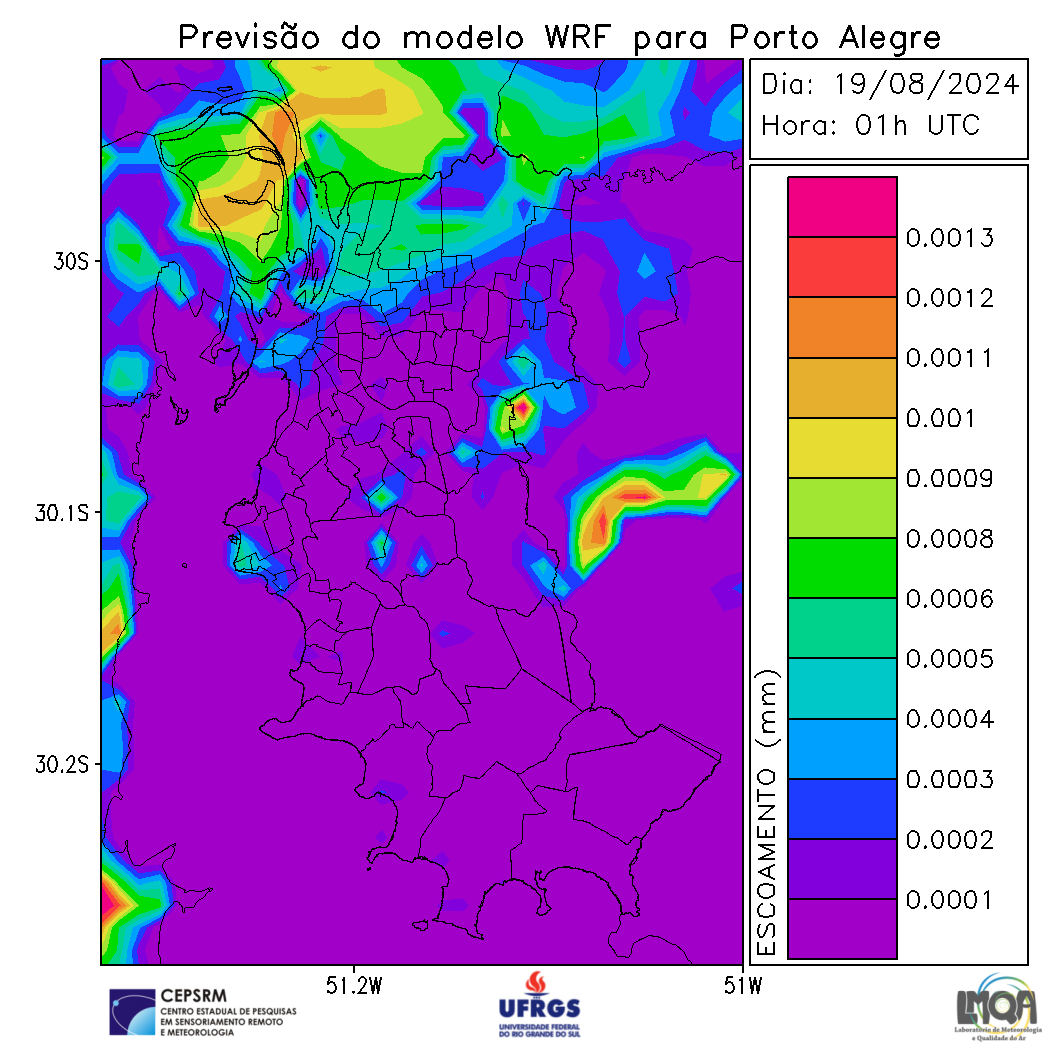 Previsão do modelo WRF para Porto Alegre
Dia: 19/08/2024
Hora: 01h UTC
30S
30.1S
30.2S
51.2W
51W
ESCOAMENTO (mm)
0.0013
0.0012
0.0011
0.001
0.0009
0.0008
0.0006
0.0005
0.0004
0.0003
0.0002
0.0001
CEPSRM
CENTRO ESTADUAL DE PESQUISAS
EM SENSORIAMENTO REMOTO
E METEOROLOGIA
UFRGS
UNIVERSIDADE FEDERAL
DO RIO GRANDE DO SUL
LMQA
Laboratório de Meteorologia
e Qualidade do Ar